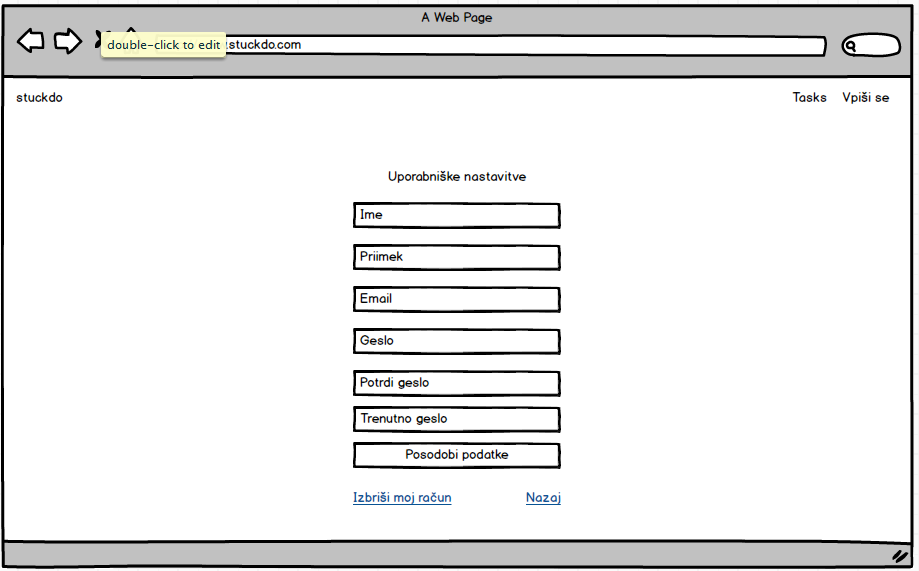 A Web Page
double-click to edit
stuckdo.com
stuckdo
Tasks Vpiši se
Uporabniške nastavitve
Ime
Priimek
Email
Geslo
Potrdi geslo
Trenutno geslo
Posodobi podatke
Izbriši moj račun
Nazaj